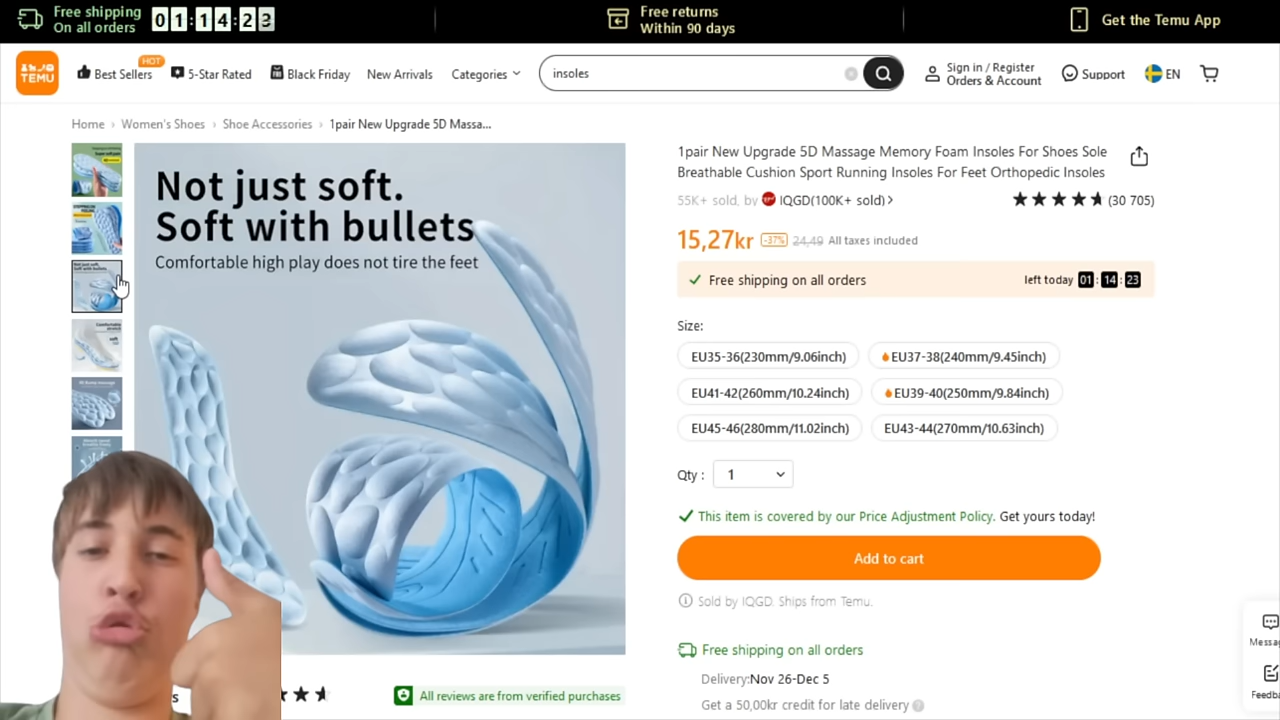 Free shipping
On all orders
01:14:23
Free returns
Within 90 days
Get the Temu App
TEMU
Best Sellers
HOT
5-Star Rated
Black Friday
New Arrivals
Categories
insoles
Sign in / Register
Orders & Account
Support
EN
Home › Women's Shoes › Shoe Accessories › 1pair New Upgrade 5D Massa...
Not just soft.
Soft with bullets
Comfortable high play does not tire the feet
1pair New Upgrade 5D Massage Memory Foam Insoles For Shoes Sole
Breathable Cushion Sport Running Insoles For Feet Orthopedic Insoles
55K+ sold, by IQGD(100K+ sold) (30 705)
15,27kr -37% 24,49 All taxes included
Free shipping on all orders left today 01:14:23
Size:
EU35-36(230mm/9.06inch) EU37-38(240mm/9.45inch)
EU41-42(260mm/10.24inch) EU39-40(250mm/9.84inch)
EU45-46(280mm/11.02inch) EU43-44(270mm/10.63inch)
Qty : 1
This item is covered by our Price Adjustment Policy. Get yours today!
Add to cart
Sold by IQGD. Ships from Temu.
Free shipping on all orders
Delivery:Nov 26-Dec 5
Get a 50,00kr credit for late delivery
All reviews are from verified purchases